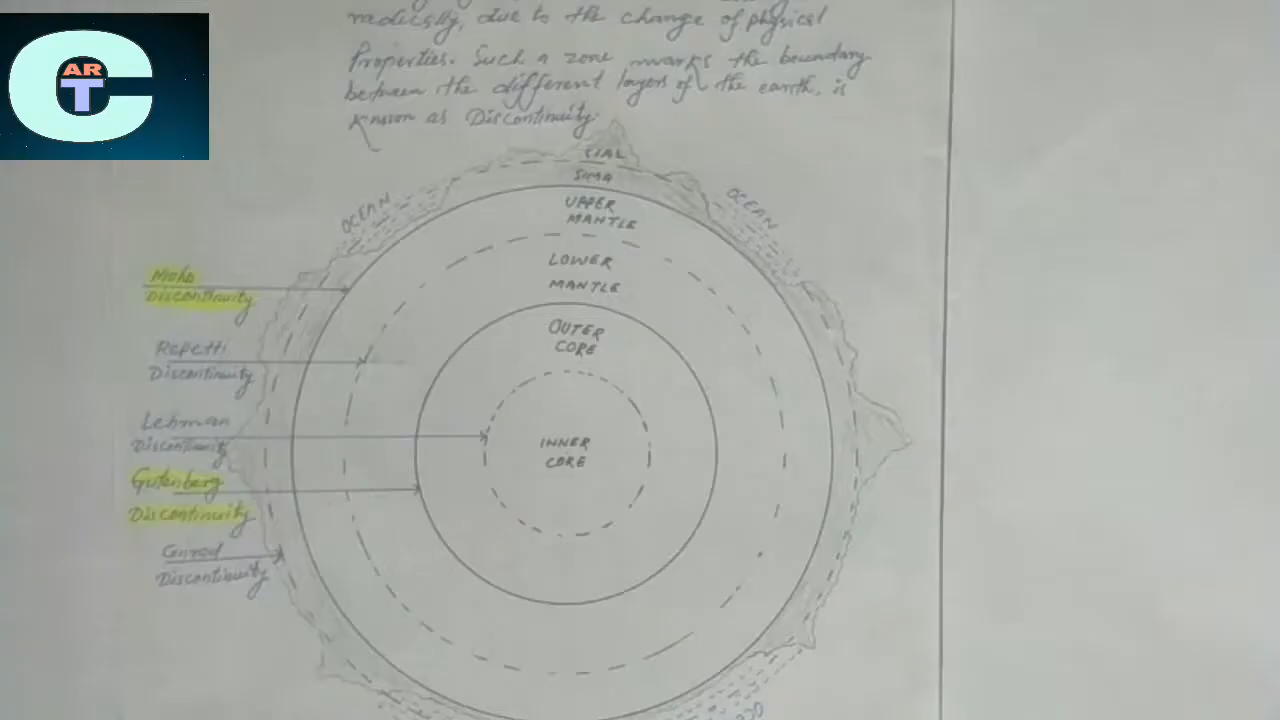 radically, due to the change of physical
Properties. Such a zone marks the boundary
between the different layers of the earth, is
known as Discontinuity.
C
AR
T
SIAL
SIMA
OCEAN
OCEAN
UPPER
MANTLE
LOWER
MANTLE
Moho
Discontinuity
OUTER
CORE
Repetti
Discontinuity
Lehman
Discontinuity
INNER
CORE
Gutenberg
Discontinuity
Discontinuity